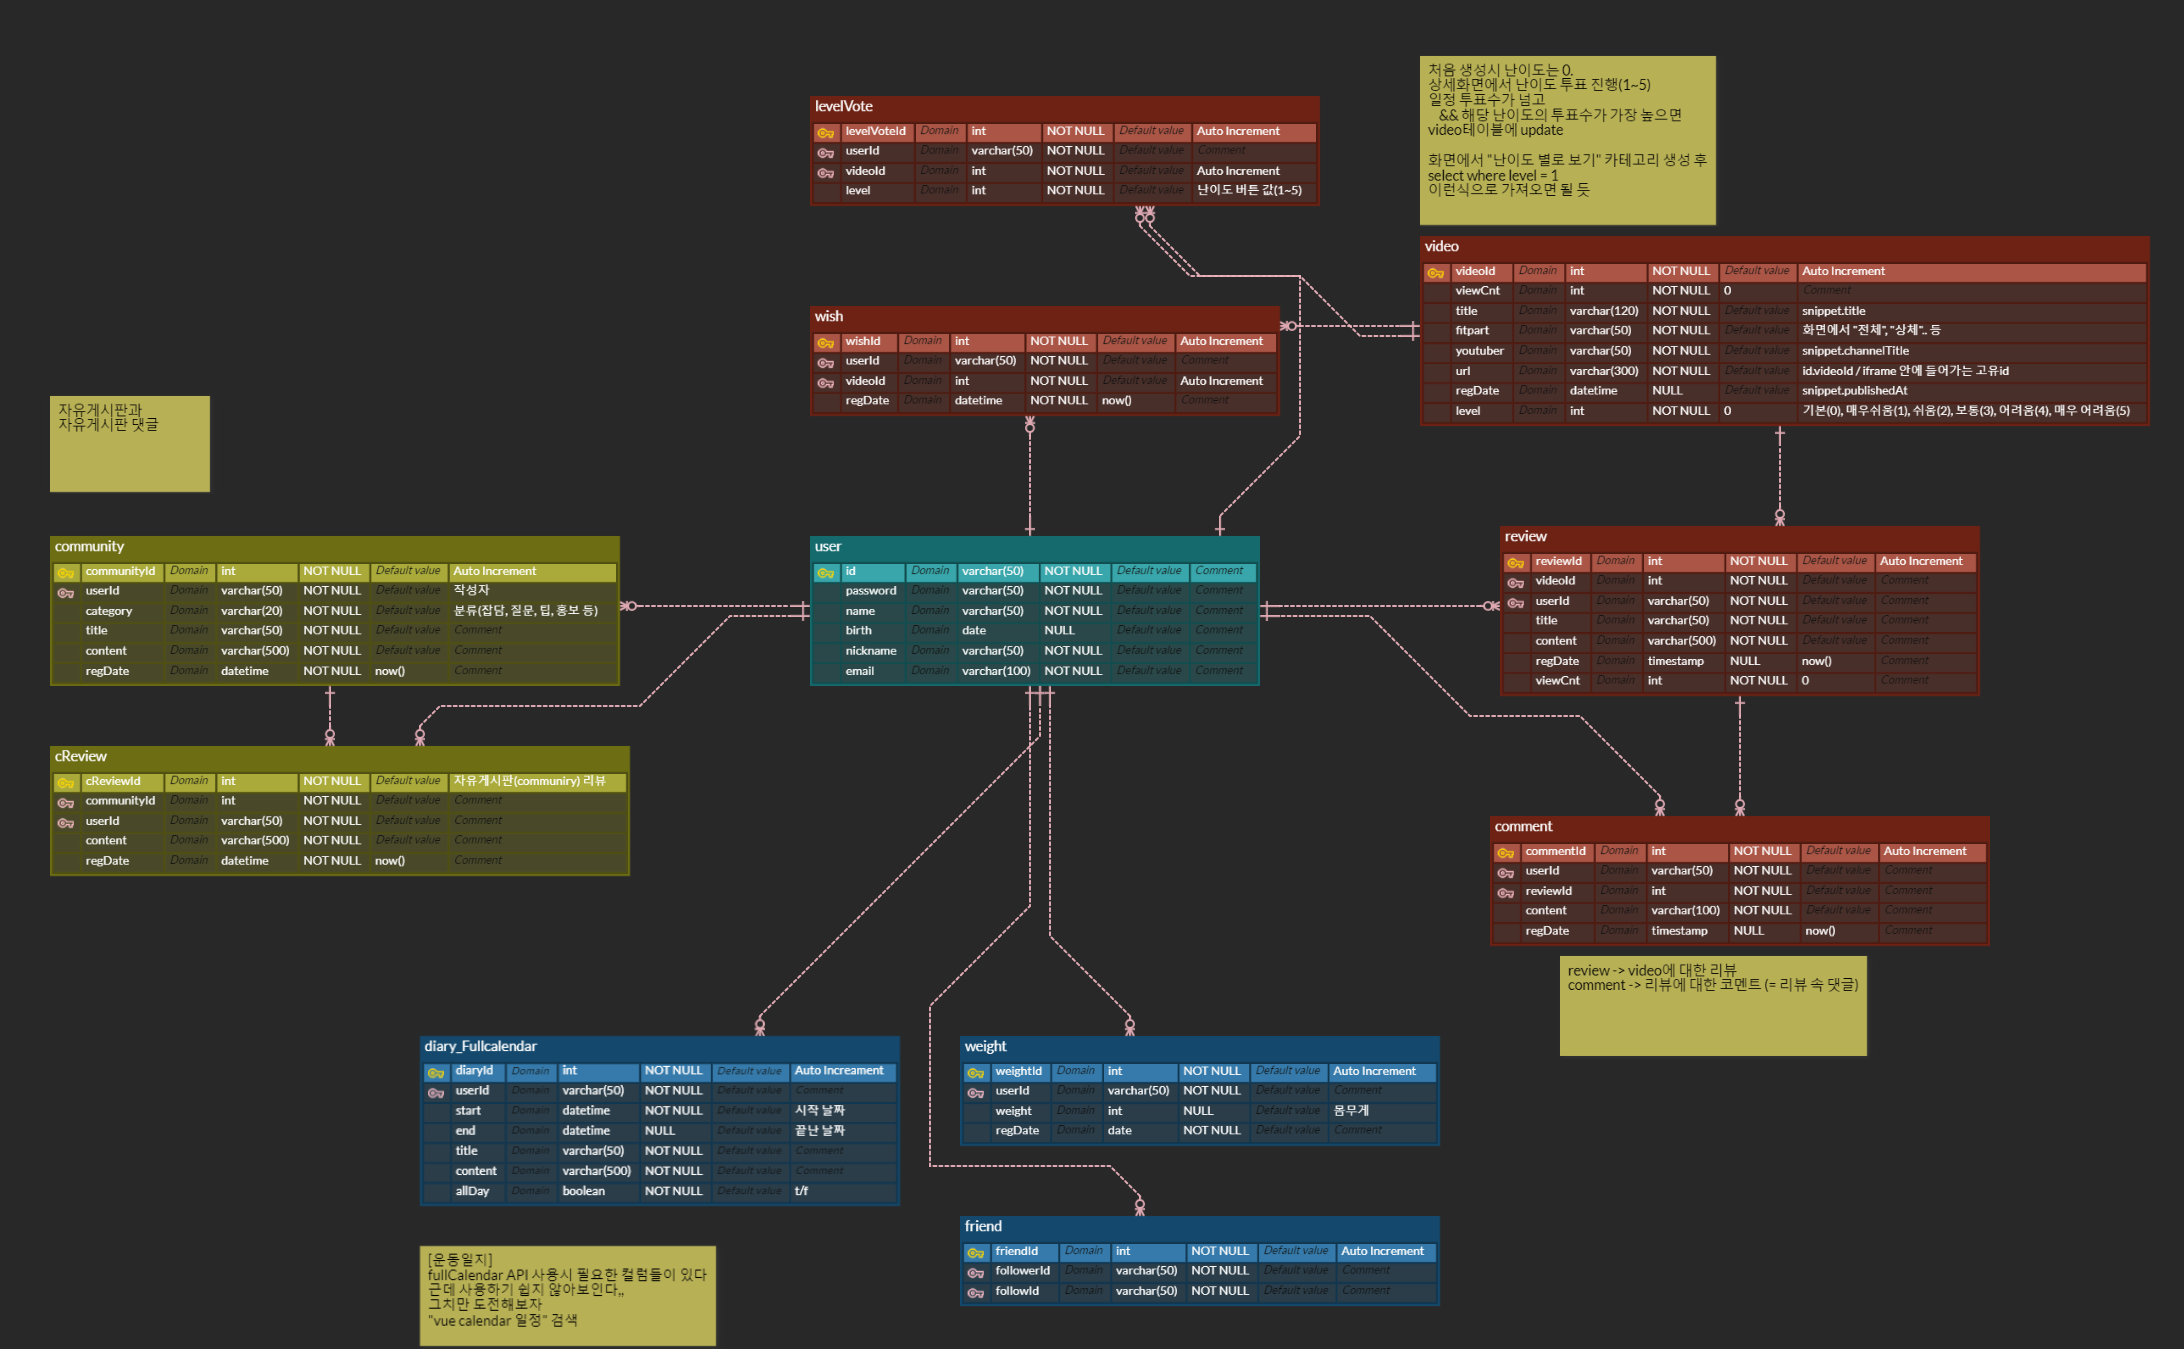 levelVote
levelVoteId Domain int NOT NULL Default value Auto Increment
userId Domain varchar(50) NOT NULL Default value Comment
videoId Domain int NOT NULL Default value Auto Increment
level Domain int NOT NULL Default value 난이도 버튼 값(1~5)
처음 생성시 난이도는 0.
상세화면에서 난이도 투표 진행(1~5)
일정 투표수가 넘고
&& 해당 난이도의 투표수가 가장 높으면
video테이블에 update
화면에서 "난이도 별로 보기" 카테고리 생성 후
select where level = 1
이런식으로 가져오면 될 듯
video
videoId Domain int NOT NULL Default value Auto Increment
viewCnt Domain int NOT NULL 0 Comment
title Domain varchar(120) NOT NULL Default value snippet.title
fitpart Domain varchar(50) NOT NULL Default value 화면에서 "전체", "상체".. 등
youtuber Domain varchar(50) NOT NULL Default value snippet.channelTitle
url Domain varchar(300) NOT NULL Default value id.videoId / iframe 안에 들어가는 고유id
regDate Domain datetime NULL Default value snippet.publishedAt
level Domain int NOT NULL 0 기본(0), 매우쉬움(1), 쉬움(2), 보통(3), 어려움(4), 매우 어려움(5)
wish
wishId Domain int NOT NULL Default value Auto Increment
userId Domain varchar(50) NOT NULL Default value Comment
videoId Domain int NOT NULL Default value Auto Increment
regDate Domain datetime NOT NULL now() Comment
자유게시판과
자유게시판 댓글
community
communityId Domain int NOT NULL Default value Auto Increment
userId Domain varchar(50) NOT NULL Default value 작성자
category Domain varchar(20) NOT NULL Default value 분류(잡담, 질문, 팁, 홍보 등)
title Domain varchar(50) NOT NULL Default value Comment
content Domain varchar(500) NOT NULL Default value Comment
regDate Domain datetime NOT NULL now() Comment
user
id Domain varchar(50) NOT NULL Default value Comment
password Domain varchar(50) NOT NULL Default value Comment
name Domain varchar(50) NOT NULL Default value Comment
birth Domain date NULL Default value Comment
nickname Domain varchar(50) NOT NULL Default value Comment
email Domain varchar(100) NOT NULL Default value Comment
review
reviewId Domain int NOT NULL Default value Auto Increment
videoId Domain int NOT NULL Default value Comment
userId Domain varchar(50) NOT NULL Default value Comment
title Domain varchar(50) NOT NULL Default value Comment
content Domain varchar(500) NOT NULL Default value Comment
regDate Domain timestamp NULL now() Comment
viewCnt Domain int NOT NULL 0 Comment
cReview
cReviewId Domain int NOT NULL Default value 자유게시판(communiry) 리뷰
communityId Domain int NOT NULL Default value Comment
userId Domain varchar(50) NOT NULL Default value Comment
content Domain varchar(500) NOT NULL Default value Comment
regDate Domain datetime NOT NULL now() Comment
comment
commentId Domain int NOT NULL Default value Auto Increment
userId Domain varchar(50) NOT NULL Default value Comment
reviewId Domain int NOT NULL Default value Comment
content Domain varchar(100) NOT NULL Default value Comment
regDate Domain timestamp NULL now() Comment
review -> video에 대한 리뷰
comment -> 리뷰에 대한 코멘트 (= 리뷰 속 댓글)
diary_Fullcalendar
diaryId Domain int NOT NULL Default value Auto Increament
userId Domain varchar(50) NOT NULL Default value Comment
start Domain datetime NOT NULL Default value 시작 날짜
end Domain datetime NULL Default value 끝난 날짜
title Domain varchar(50) NOT NULL Default value Comment
content Domain varchar(500) NOT NULL Default value Comment
allDay Domain boolean NOT NULL Default value t/f
weight
weightId Domain int NOT NULL Default value Auto Increment
userId Domain varchar(50) NOT NULL Default value Comment
weight Domain int NULL Default value 몸무게
regDate Domain date NOT NULL Default value Comment
friend
friendId Domain int NOT NULL Default value Auto Increment
followerId Domain varchar(50) NOT NULL Default value Comment
followId Domain varchar(50) NOT NULL Default value Comment
[운동일지]
fullCalendar API 사용시 필요한 컬럼들이 있다
근데 사용하기 쉽지 않아보인다,,
그치만 도전해보자
"vue calendar 일정" 검색